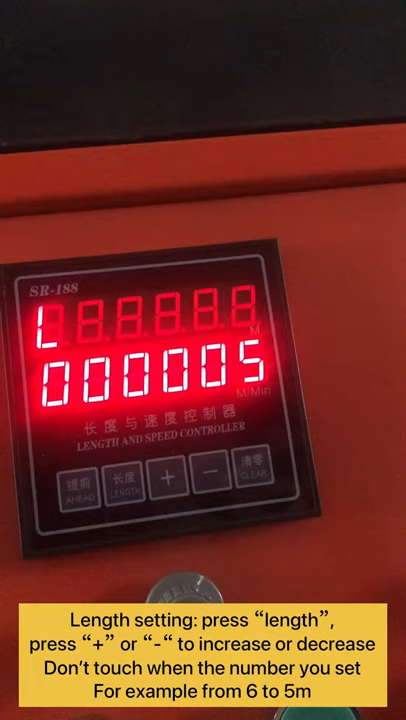 SR-188
L
M
000005
M/Min
长度与速度控制器
LENGTH AND SPEED CONTROLLER
提前 长度 + - 清零
AHEAD LENGTH CLEAR
Length setting: press “length”,
press “+” or “-“ to increase or decrease
Don’t touch when the number you set
For example from 6 to 5m